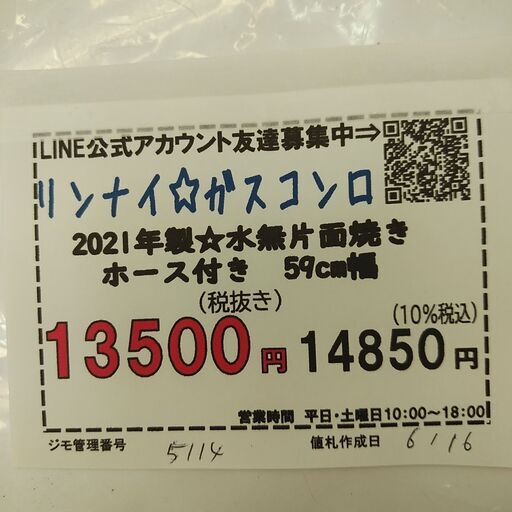 LINE公式アカウント友達募集中⇒
リンナイ☆ガスコンロ
2021年製☆水無片面焼き
ホース付き 59cm幅
(税抜き)
(10%税込)
13500円 14850円
営業時間 平日・土曜日10:00～18:00
ジモ管理番号 5114 値札作成日 6/16